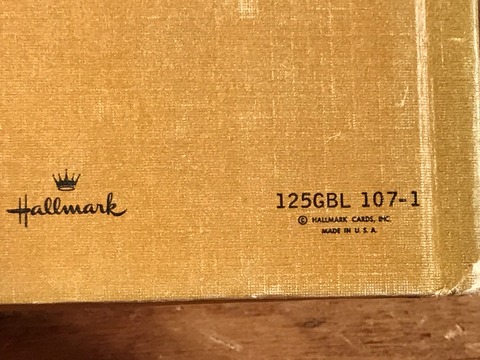 Hallmark
125GBL 107-1
© HALLMARK CARDS, INC.
MADE IN U. S. A.